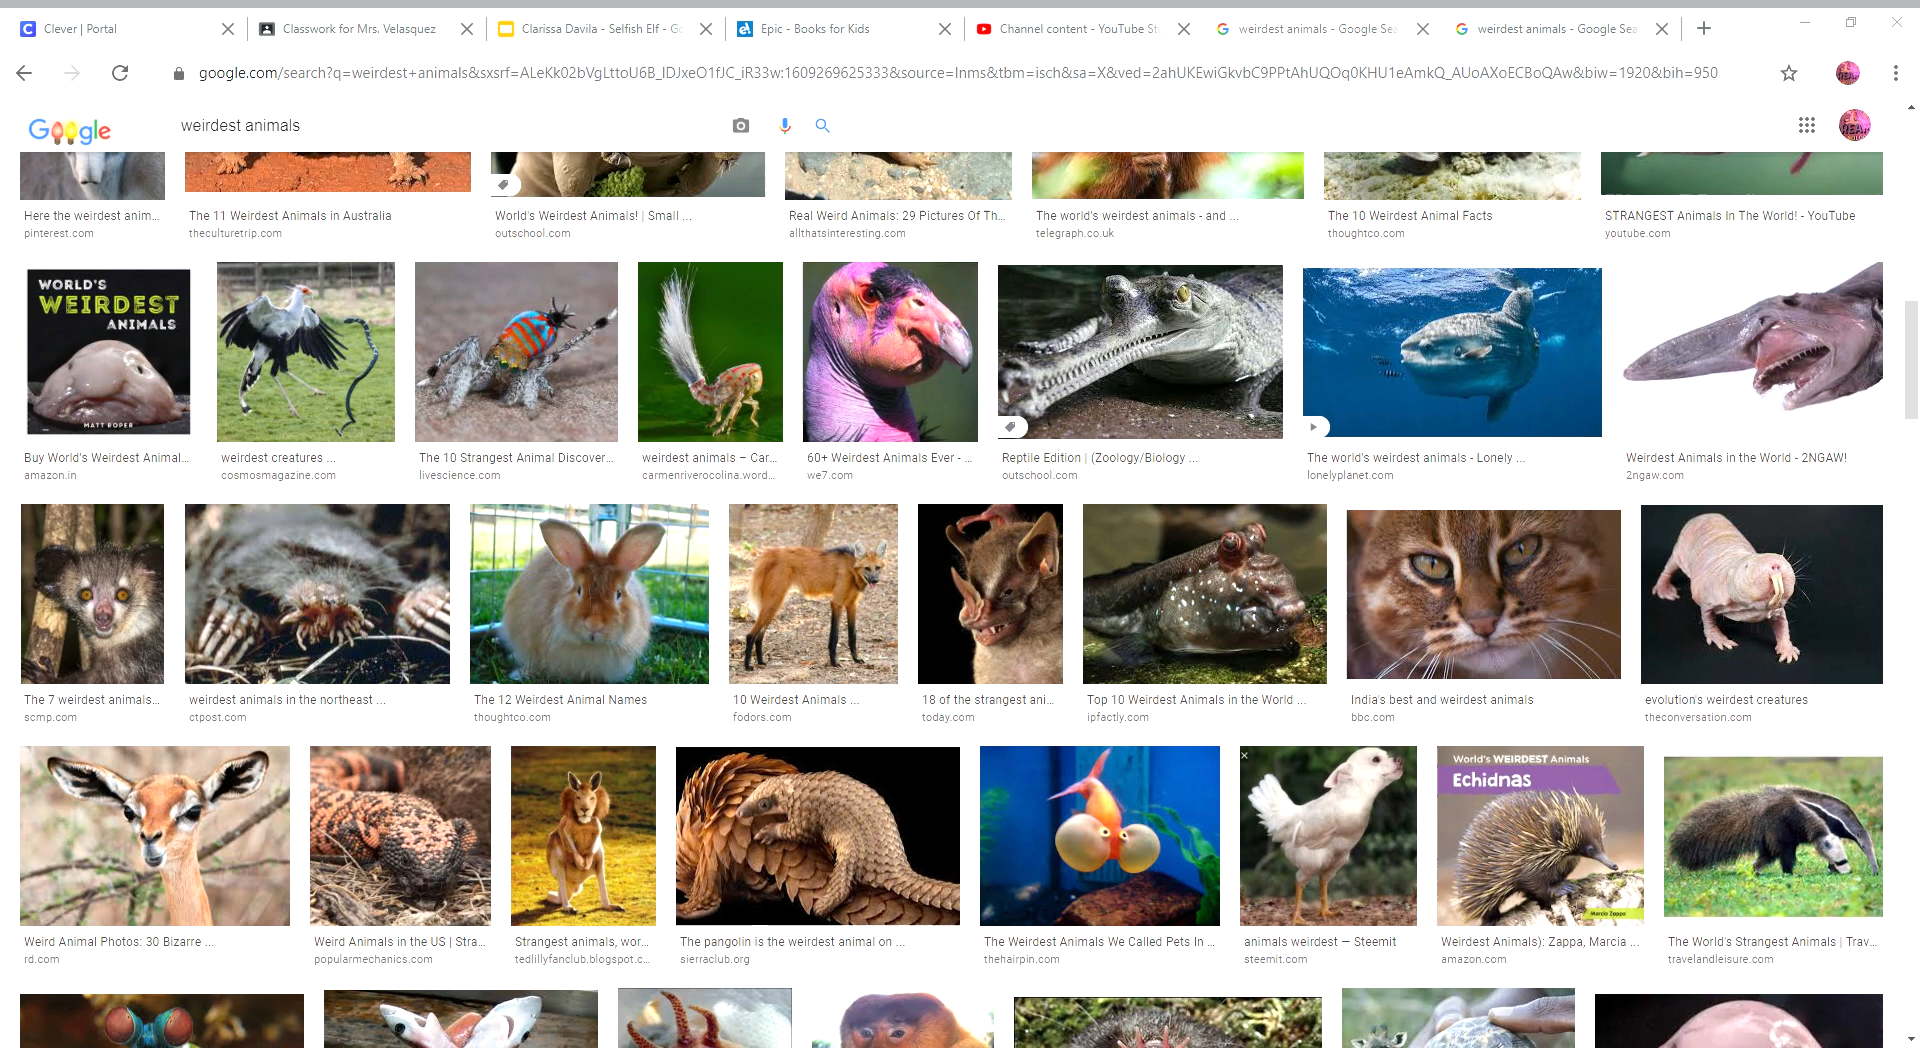 Clever | Portal
Classwork for Mrs. Velasquez
Clarissa Davila - Selfish Elf - Go
Epic - Books for Kids
Channel content - YouTube St
weirdest animals - Google Sea
weirdest animals - Google Sea
google.com/search?q=weirdest+animals&sxsrf=ALeKk02bVgLttoU6B_IDJxeO1fJC_iR33w:1609269625333&source=lnms&tbm=isch&sa=X&ved=2ahUKEwiGkvbC9PPtAhUQOq0KHU1eAmkQ_AUoAXoECBoQAw&biw=1920&bih=950
Google
weirdest animals
Here the weirdest anim...
pinterest.com
The 11 Weirdest Animals in Australia
theculturetrip.com
World's Weirdest Animals! | Small ...
outschool.com
Real Weird Animals: 29 Pictures Of Th...
allthatsinteresting.com
The world's weirdest animals - and ...
telegraph.co.uk
The 10 Weirdest Animal Facts
thoughtco.com
STRANGEST Animals In The World! - YouTube
youtube.com
WORLD'S
WEIRDEST
ANIMALS
MATT ROPER
Buy World's Weirdest Animal...
amazon.in
weirdest creatures ...
cosmosmagazine.com
The 10 Strangest Animal Discover...
livescience.com
weirdest animals – Car...
carmenriverocolina.word...
60+ Weirdest Animals Ever - ...
we7.com
Reptile Edition | (Zoology/Biology ...
outschool.com
The world's weirdest animals - Lonely ...
lonelyplanet.com
Weirdest Animals in the World - 2NGAW!
2ngaw.com
The 7 weirdest animals...
scmp.com
weirdest animals in the northeast ...
ctpost.com
The 12 Weirdest Animal Names
thoughtco.com
10 Weirdest Animals ...
fodors.com
18 of the strangest ani...
today.com
Top 10 Weirdest Animals in the World ...
ipfactly.com
India's best and weirdest animals
bbc.com
evolution's weirdest creatures
theconversation.com
World's WEIRDEST Animals
Echidnas
Marcia Zappa
Weird Animal Photos: 30 Bizarre ...
rd.com
Weird Animals in the US | Stra...
popularmechanics.com
Strangest animals, wor...
tedlillyfanclub.blogspot.c...
The pangolin is the weirdest animal on ...
sierraclub.org
The Weirdest Animals We Called Pets In ...
thehairpin.com
animals weirdest — Steemit
steemit.com
Weirdest Animals): Zappa, Marcia ...
amazon.com
The World's Strangest Animals | Trav...
travelandleisure.com